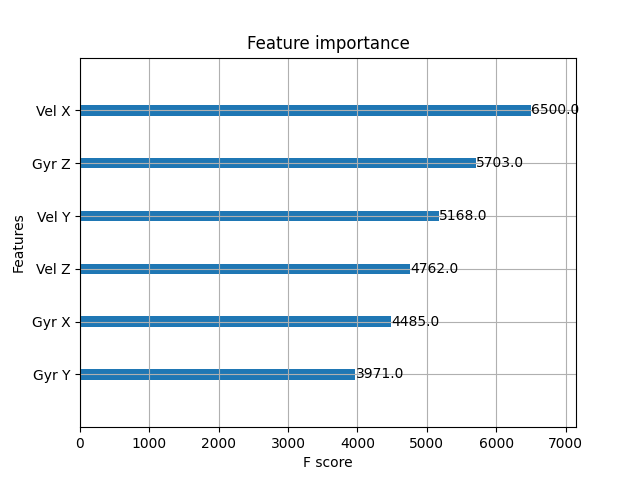 Feature importance
Vel X 6500.0
Gyr Z 5703.0
Vel Y 5168.0
Vel Z 4762.0
Gyr X 4485.0
Gyr Y 3971.0
Features
0 1000 2000 3000 4000 5000 6000 7000
F score